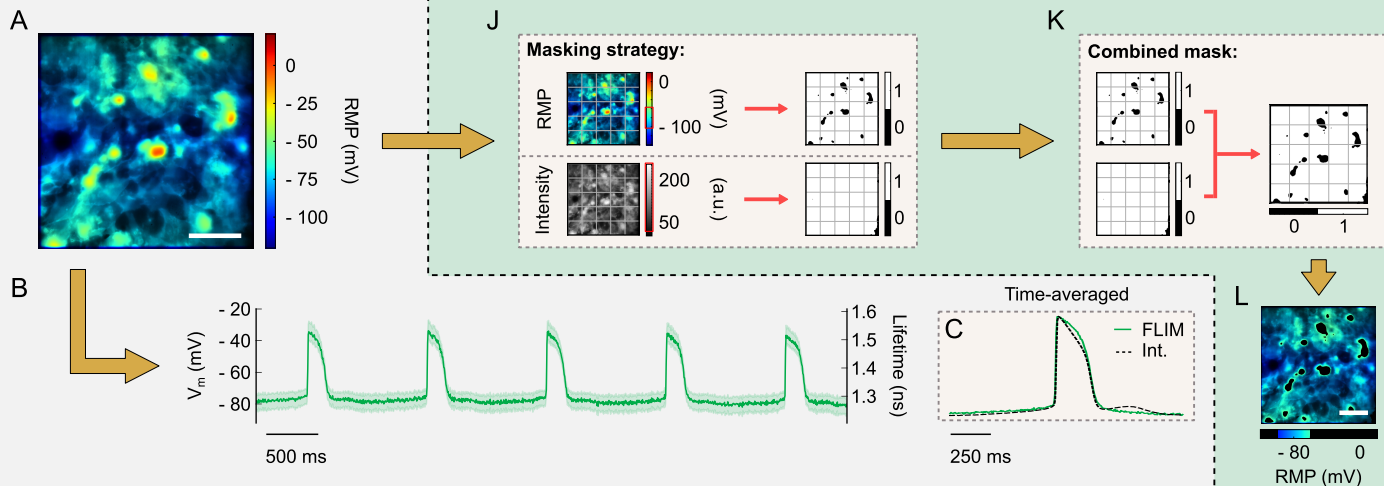 A
0
- 25
- 50
- 75
- 100
RMP (mV)
J
Masking strategy:
RMP
0
- 100
(mV)
1
0
Intensity
200
50
(a.u.)
1
0
K
Combined mask:
1
0
1
0
0 1
B
- 20
- 40
- 60
- 80
Vm (mV)
1.6
1.5
1.4
1.3
Lifetime (ns)
500 ms
Time-averaged
C
FLIM
Int.
250 ms
L
- 80 0
RMP (mV)